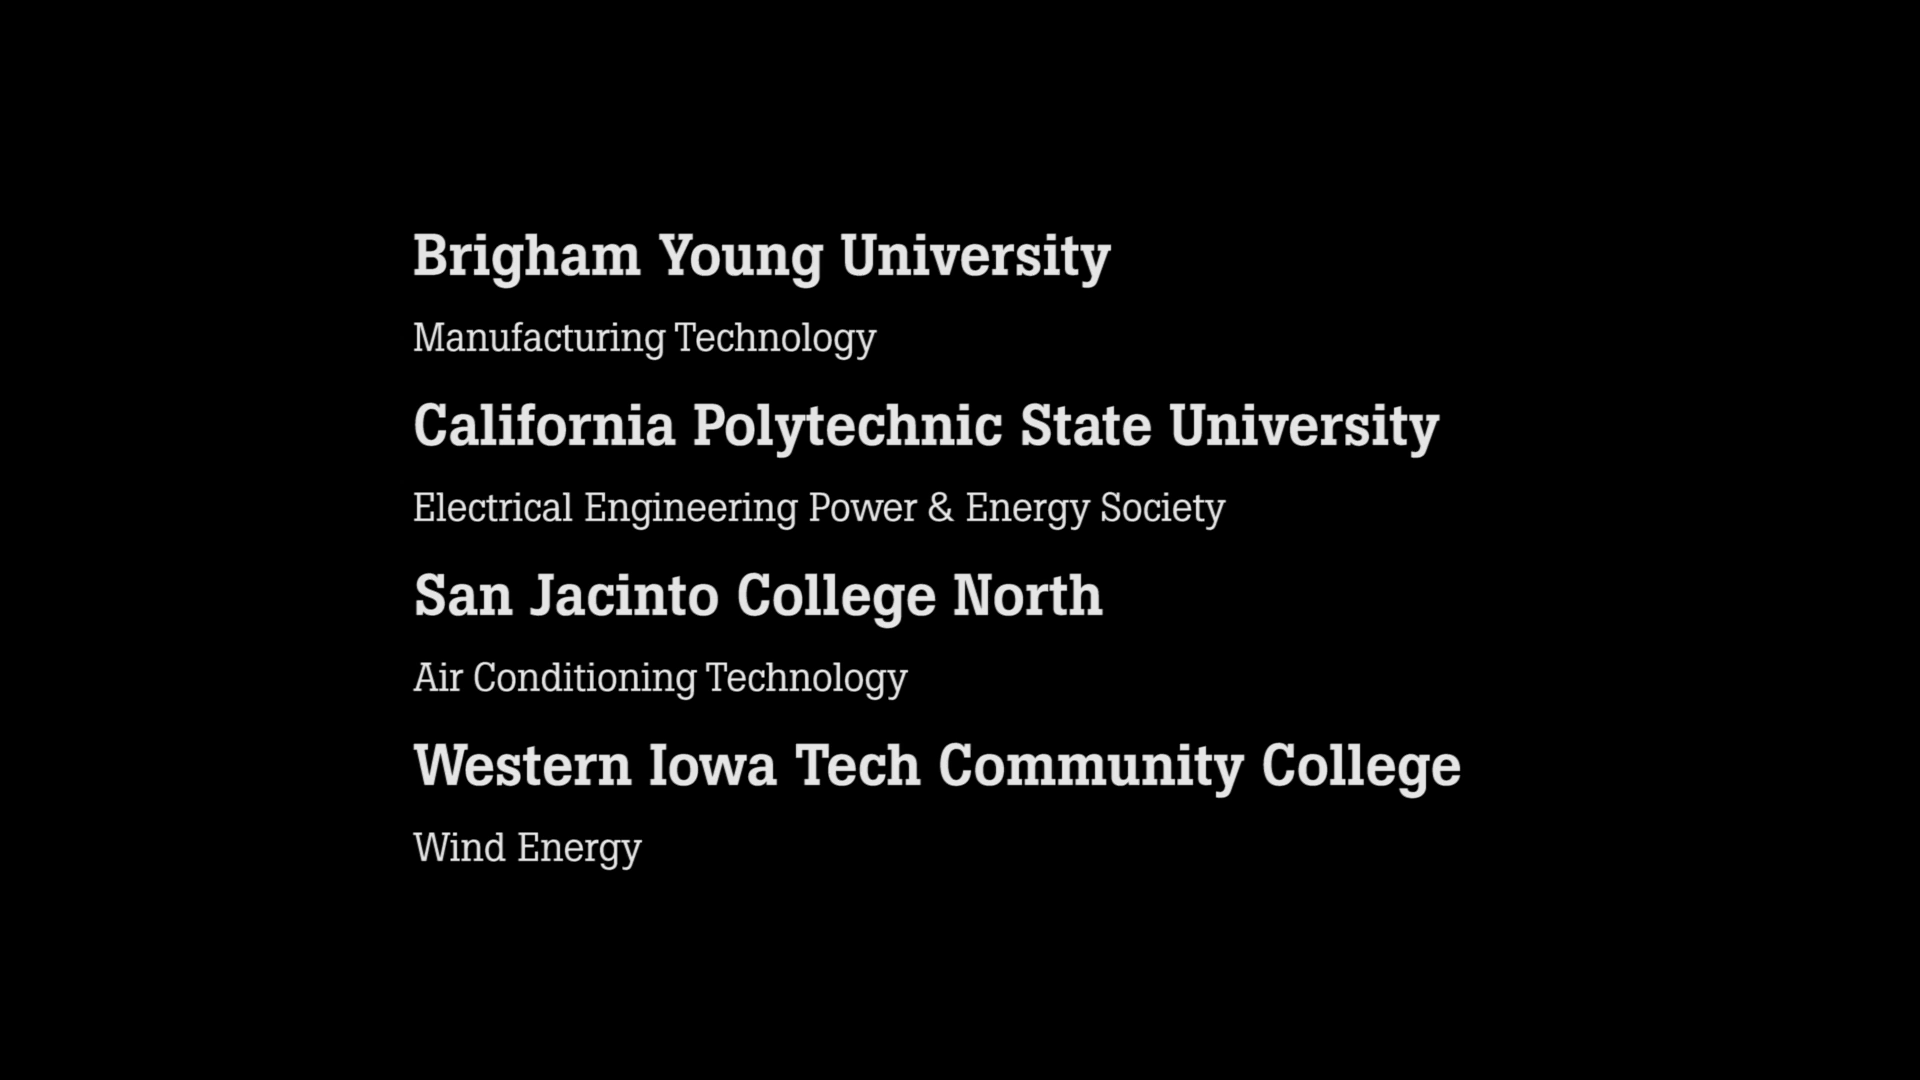 Brigham Young University
Manufacturing Technology
California Polytechnic State University
Electrical Engineering Power & Energy Society
San Jacinto College North
Air Conditioning Technology
Western Iowa Tech Community College
Wind Energy